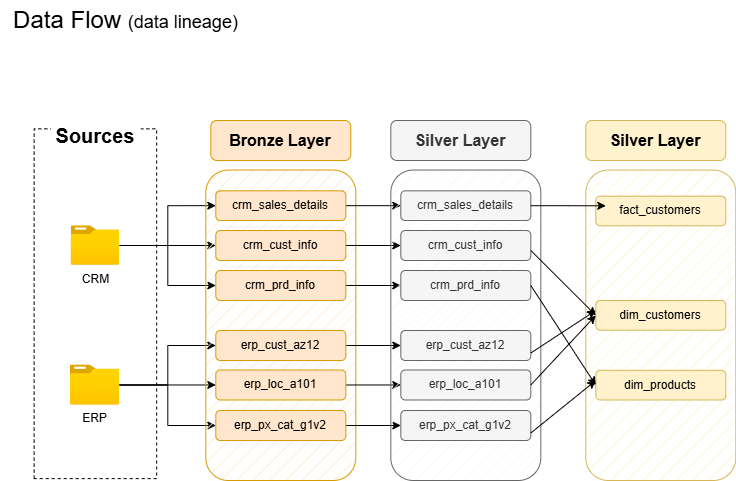 Data Flow (data lineage)
Sources
Bronze Layer
Silver Layer
Silver Layer
crm_sales_details
crm_sales_details
fact_customers
crm_cust_info
crm_cust_info
CRM
crm_prd_info
crm_prd_info
dim_customers
erp_cust_az12
erp_cust_az12
erp_loc_a101
erp_loc_a101
dim_products
ERP
erp_px_cat_g1v2
erp_px_cat_g1v2